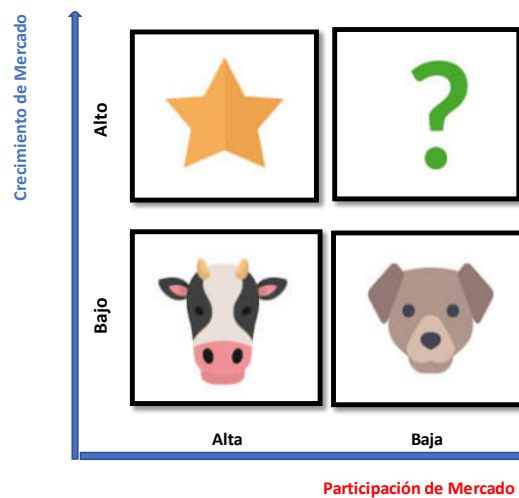 Crecimiento de Mercado
Alto
?
Bajo
Alta
Baja
Participación de Mercado